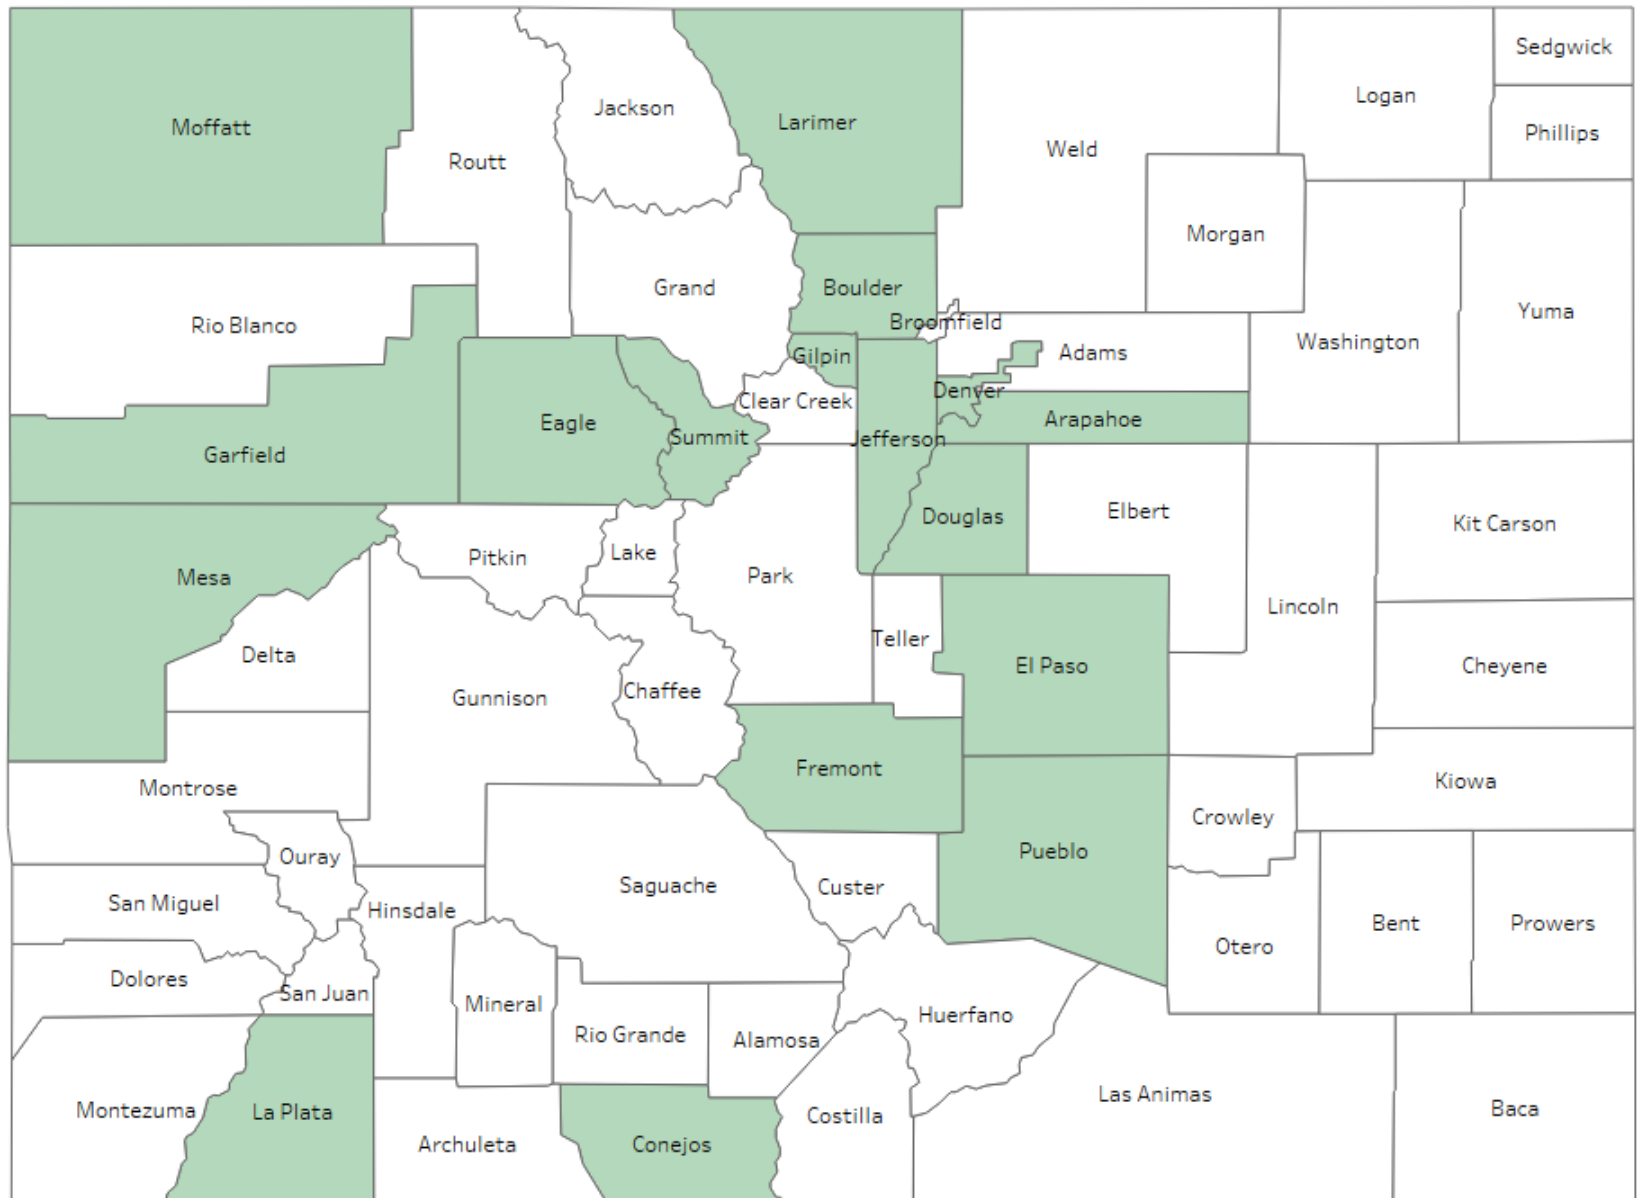 Sedgwick
Logan
Jackson
Larimer
Moffatt
Phillips
Weld
Routt
Morgan
Grand
Boulder
Yuma
Broomfield
Rio Blanco
Washington
Adams
Gilpin
Denver
Clear Creek
Arapahoe
Eagle
Summit
Jefferson
Garfield
Elbert
Douglas
Kit Carson
Lake
Pitkin
Park
Mesa
Lincoln
Teller
Delta
El Paso
Cheyene
Chaffee
Gunnison
Fremont
Kiowa
Montrose
Crowley
Pueblo
Ouray
Saguache
Custer
San Miguel
Hinsdale
Bent
Prowers
Otero
Dolores
San Juan
Mineral
Huerfano
Rio Grande
Alamosa
Las Animas
Baca
Montezuma
La Plata
Costilla
Archuleta
Conejos